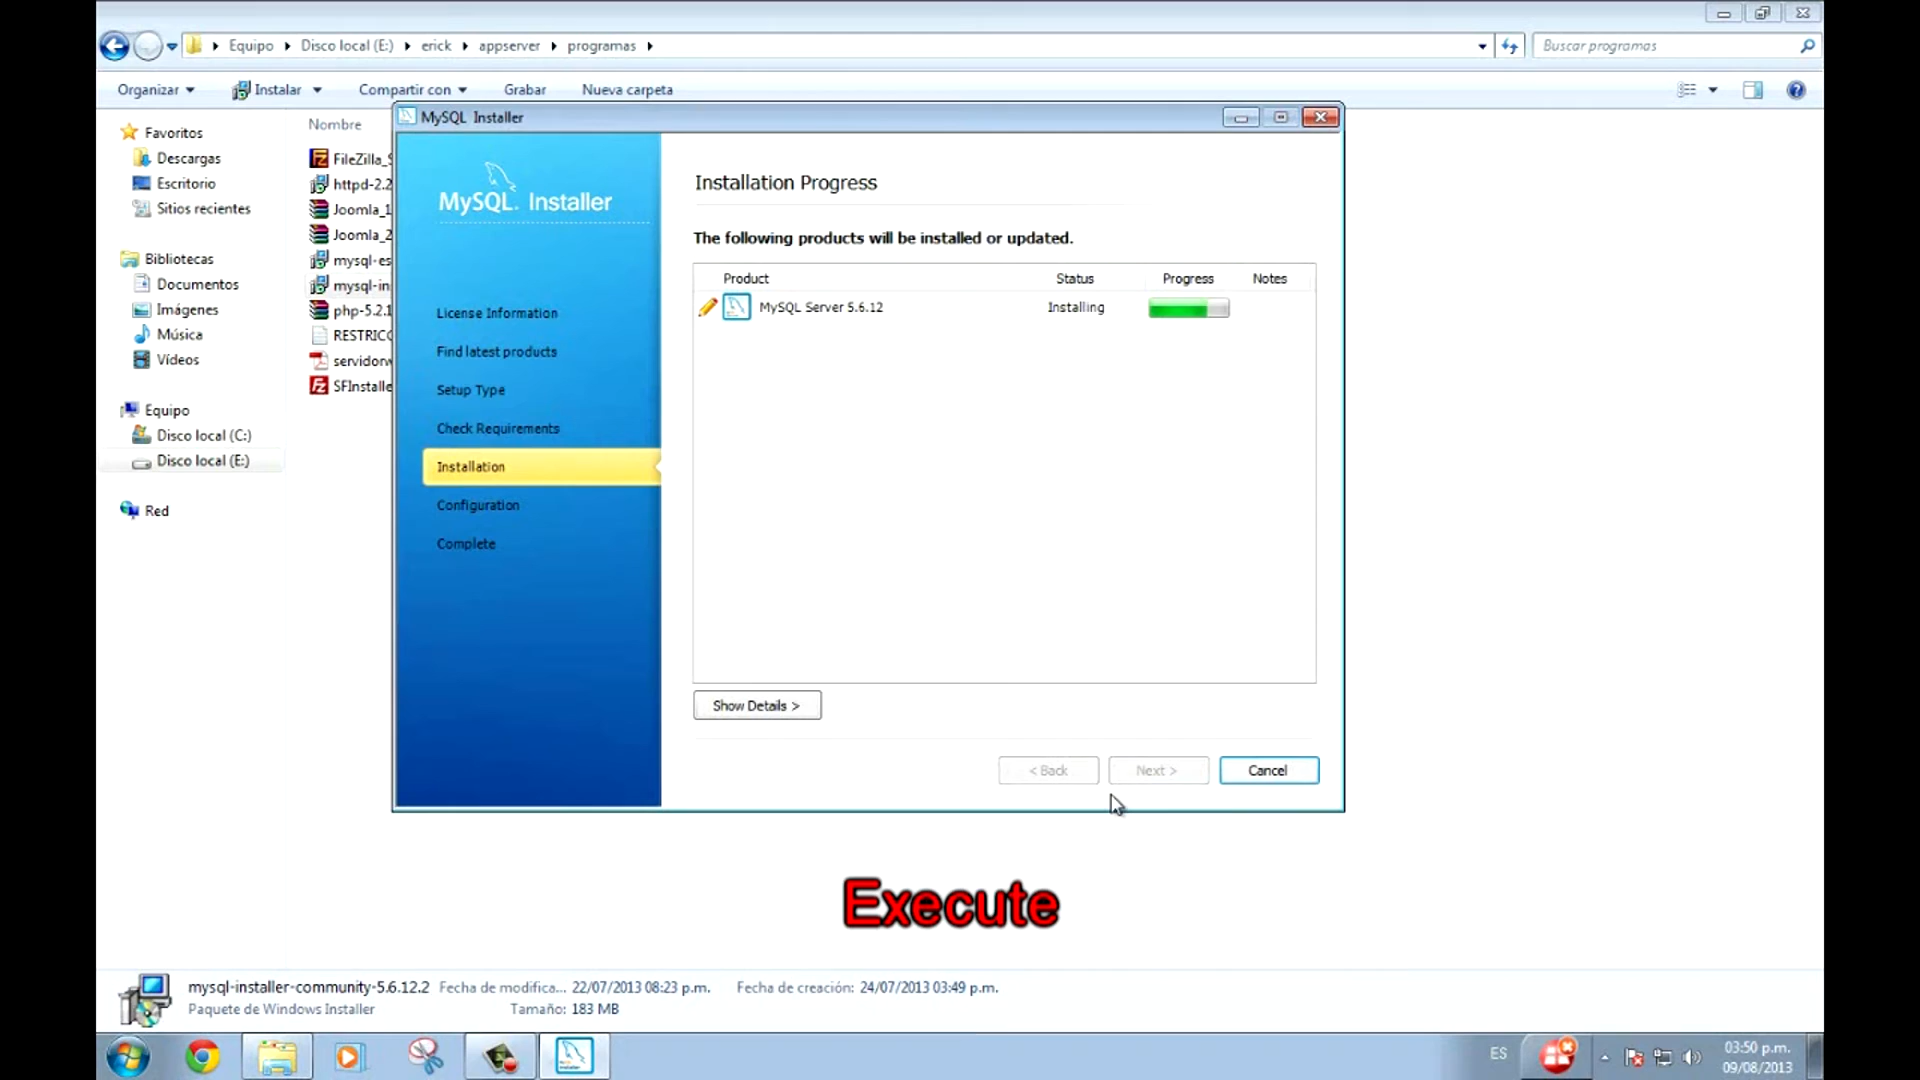 Equipo Disco local (E:) erick appserver programas
Buscar programas
Organizar Instalar Compartir con Grabar Nueva carpeta
Favoritos
Descargas
Escritorio
Sitios recientes
Bibliotecas
Documentos
Imágenes
Música
Vídeos
Equipo
Disco local (C:)
Disco local (E:)
Red
Nombre
FileZilla_S
httpd-2.2
Joomla_1
Joomla_2
mysql-es
mysql-in
php-5.2.1
RESTRICC
servidorw
SFInstalle
MySQL Installer
MySQL. Installer
License Information
Find latest products
Setup Type
Check Requirements
Installation
Configuration
Complete
Installation Progress
The following products will be installed or updated.
Product Status Progress Notes
MySQL Server 5.6.12 Installing
Show Details >
< Back Next > Cancel
Execute
mysql-installer-community-5.6.12.2 Fecha de modifica... 22/07/2013 08:23 p.m. Fecha de creación: 24/07/2013 03:49 p.m.
Paquete de Windows Installer Tamaño: 183 MB
ES
03:50 p.m.
09/08/2013